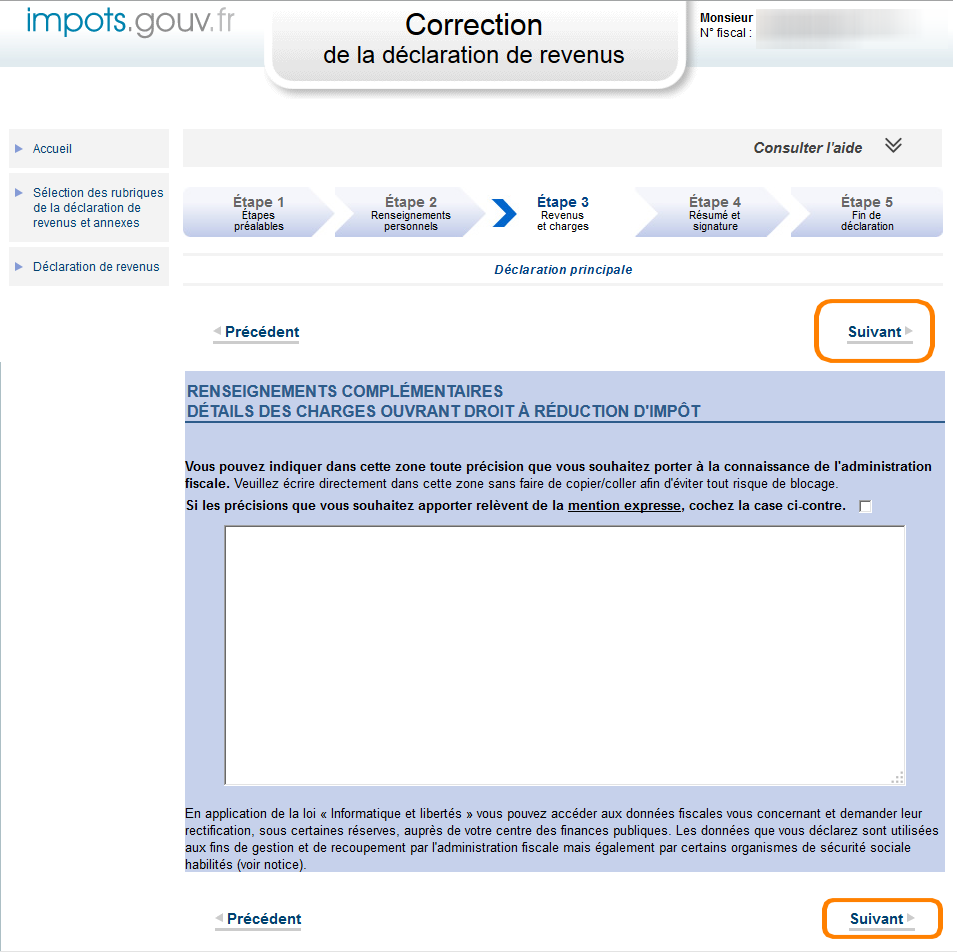 impots.gouv.fr
Correction
de la déclaration de revenus
Monsieur
N° fiscal :
Accueil
Sélection des rubriques
de la déclaration de
revenus et annexes
Déclaration de revenus
Consulter l'aide
Étape 1
Étapes
préalables
Étape 2
Renseignements
personnels
Étape 3
Revenus
et charges
Étape 4
Résumé et
signature
Étape 5
Fin de
déclaration
Déclaration principale
Précédent
Suivant
RENSEIGNEMENTS COMPLÉMENTAIRES
DÉTAILS DES CHARGES OUVRANT DROIT À RÉDUCTION D'IMPÔT
Vous pouvez indiquer dans cette zone toute précision que vous souhaitez porter à la connaissance de l'administration
fiscale. Veuillez écrire directement dans cette zone sans faire de copier/coller afin d'éviter tout risque de blocage.
Si les précisions que vous souhaitez apporter relèvent de la mention expresse, cochez la case ci-contre.
En application de la loi « Informatique et libertés » vous pouvez accéder aux données fiscales vous concernant et demander leur
rectification, sous certaines réserves, auprès de votre centre des finances publiques. Les données que vous déclarez sont utilisées
aux fins de gestion et de recoupement par l'administration fiscale mais également par certains organismes de sécurité sociale
habilités (voir notice).
Précédent
Suivant